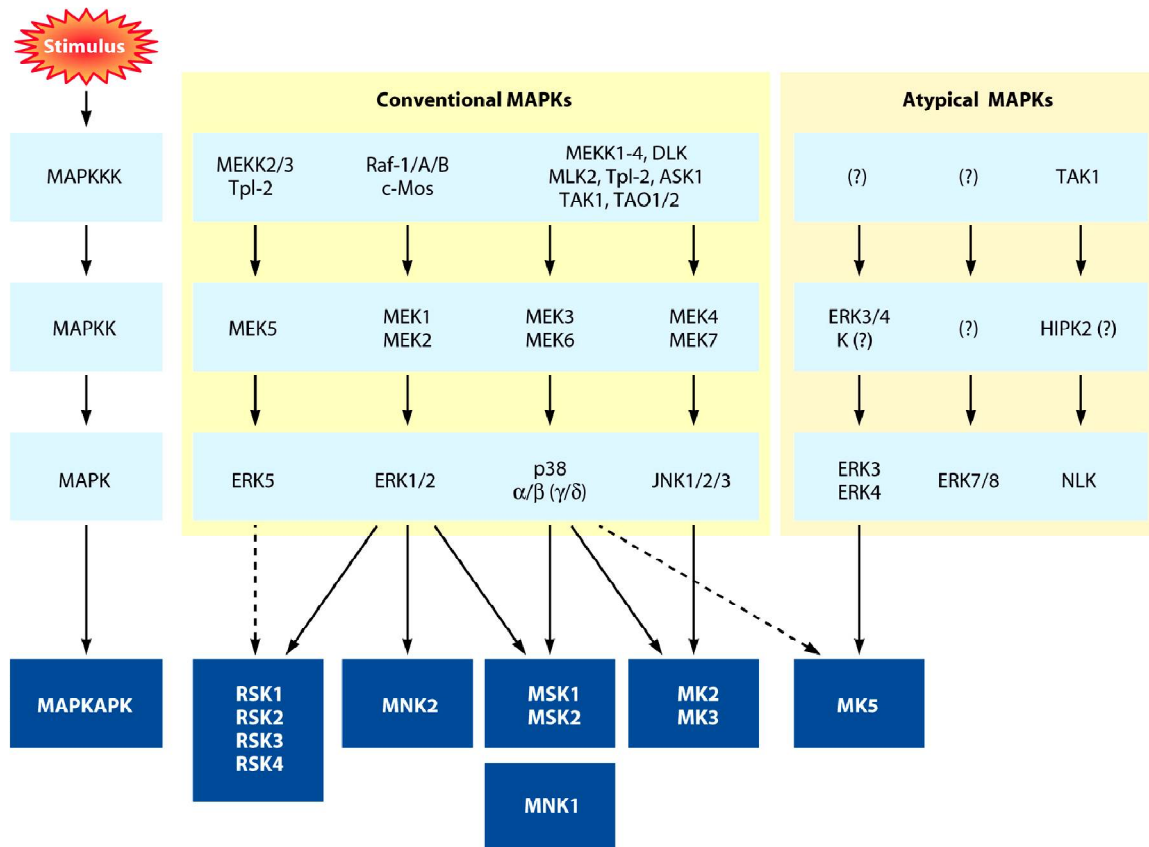 Stimulus
Conventional MAPKs
Atypical MAPKs
MAPKKK
MEKK2/3
Tpl-2
Raf-1/A/B
c-Mos
MEKK1-4, DLK
MLK2, Tpl-2, ASK1
TAK1, TAO1/2
(?)
(?)
TAK1
MAPKK
MEK5
MEK1
MEK2
MEK3
MEK6
MEK4
MEK7
ERK3/4
K (?)
(?)
HIPK2 (?)
MAPK
ERK5
ERK1/2
p38
α/β (γ/δ)
JNK1/2/3
ERK3
ERK4
ERK7/8
NLK
MAPKAPK
RSK1
RSK2
RSK3
RSK4
MNK2
MSK1
MSK2
MK2
MK3
MK5
MNK1